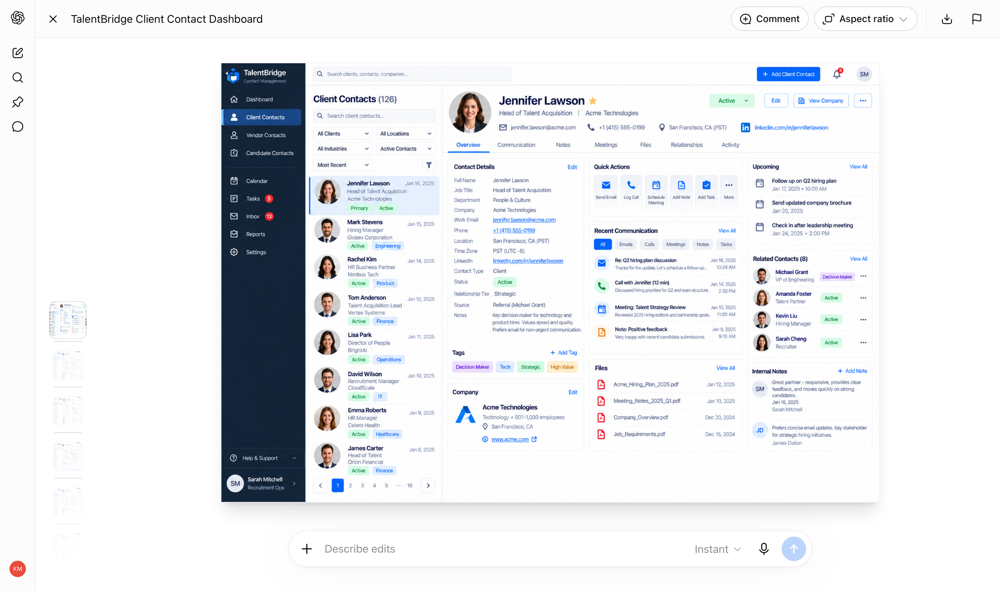 TalentBridge Client Contact Dashboard
Comment
Aspect ratio
TalentBridge
Contact Management
Dashboard
Client Contacts
Vendor Contacts
Candidate Contacts
Calendar
Tasks 5
Inbox 12
Reports
Settings
Help & Support
SM
Sarah Mitchell
Recruitment Ops
Search clients, contacts, companies...
+ Add Client Contact
3
SM
Client Contacts (126)
Search client contacts...
All Clients
All Locations
All Industries
Active Contacts
Most Recent
Jennifer Lawson Jan 16, 2025
Head of Talent Acquisition
Acme Technologies
Primary Active
Mark Stevens Jan 15, 2025
Hiring Manager
Globex Corporation
Active Engineering
Rachel Kim Jan 14, 2025
HR Business Partner
Nimbus Tech
Active Product
Tom Anderson Jan 12, 2025
Talent Acquisition Lead
Vertex Systems
Active Finance
Lisa Park Jan 11, 2025
Director of People
BrightAI
Active Operations
David Wilson Jan 10, 2025
Recruitment Manager
CloudScale
Active IT
Emma Roberts Jan 9, 2025
HR Manager
Celero Health
Active Healthcare
James Carter Jan 8, 2025
Head of Talent
Orion Financial
Active Finance
1 2 3 4 5 ... 16
Jennifer Lawson
Head of Talent Acquisition | Acme Technologies
jennifer.lawson@acme.com +1 (415) 555-0199 San Francisco, CA (PST) in linkedin.com/in/jenniferlawson
Active
Edit
View Company
...
Overview Communication Notes Meetings Files Relationships Activity
Contact Details Edit
Full Name Jennifer Lawson
Job Title Head of Talent Acquisition
Department People & Culture
Company Acme Technologies
Work Email jennifer.lawson@acme.com
Phone +1 (415) 555-0199
Location San Francisco, CA (PST)
Time Zone PST (UTC -8)
LinkedIn linkedin.com/in/jenniferlawson
Contact Type Client
Status Active
Relationship Tier Strategic
Source Referral (Michael Grant)
Notes Key decision maker for technology and
product hires. Values speed and quality.
Prefers email for non-urgent communication.
Tags + Add Tag
Decision Maker Tech Strategic High Value
Company Edit
Acme Technologies
Technology • 501-1,000 employees
San Francisco, CA
www.acme.com
Quick Actions
Send Email
Log Call
Schedule
Meeting
Add Note
Add Task
More
Recent Communication View All
All Emails Calls Meetings Notes Tasks
Re: Q2 hiring plan discussion Jan 16, 2025
Thanks for the update. Let's schedule a follow-up... 10:24 AM
Call with Jennifer (12 min) Jan 14, 2025
Discussed hiring priorities for Q2 and team structure. 2:32 PM
Meeting: Talent Strategy Review Jan 10, 2025
Reviewed 2025 hiring outlook and partnership goals. 11:00 AM
Note: Positive feedback Jan 8, 2025
Very happy with recent candidate submissions. 9:15 AM
Files View All
Acme_Hiring_Plan_2025.pdf Jan 12, 2025
Meeting_Notes_2025_Q1.pdf Jan 10, 2025
Company_Overview.pdf Dec 20, 2024
Job_Requirements.pdf Dec 15, 2024
Upcoming View All
Follow up on Q2 hiring plan
Jan 17, 2025 • 10:00 AM
Send updated company brochure
Jan 20, 2025
Check in after leadership meeting
Jan 24, 2025 • 2:00 PM
Related Contacts (8) View All
Michael Grant
VP of Engineering
Decision Maker ...
Amanda Foster
Talent Partner
Active ...
Kevin Liu
Hiring Manager
Active ...
Sarah Cheng
Recruiter
Active ...
Internal Notes + Add Note
SM
Great partner - responsive, provides clear
feedback, and moves quickly on strong
candidates.
Jan 16, 2025
Sarah Mitchell
JD
Prefers concise email updates. Key stakeholder
for strategic hiring initiatives.
James Dalton
Describe edits
Instant
KM